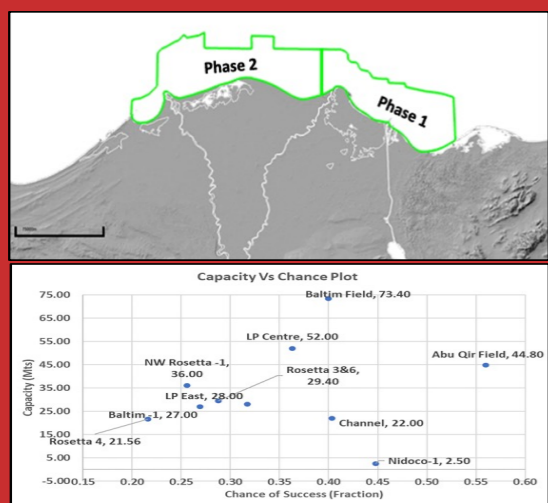 Phase 2
Phase 1
Capacity Vs Chance Plot
Capacity (Mts)
75.00
65.00
55.00
45.00
35.00
25.00
15.00
5.00
-5.00
Baltim Field, 73.40
LP Centre, 52.00
Abu Qir Field, 44.80
NW Rosetta -1,
36.00
Rosetta 3&6,
29.40
LP East, 28.00
Baltim -1, 27.00
Channel, 22.00
Rosetta 4, 21.56
Nidoco-1, 2.50
0.15 0.20 0.25 0.30 0.35 0.40 0.45 0.50 0.55 0.60
Chance of Success (Fraction)